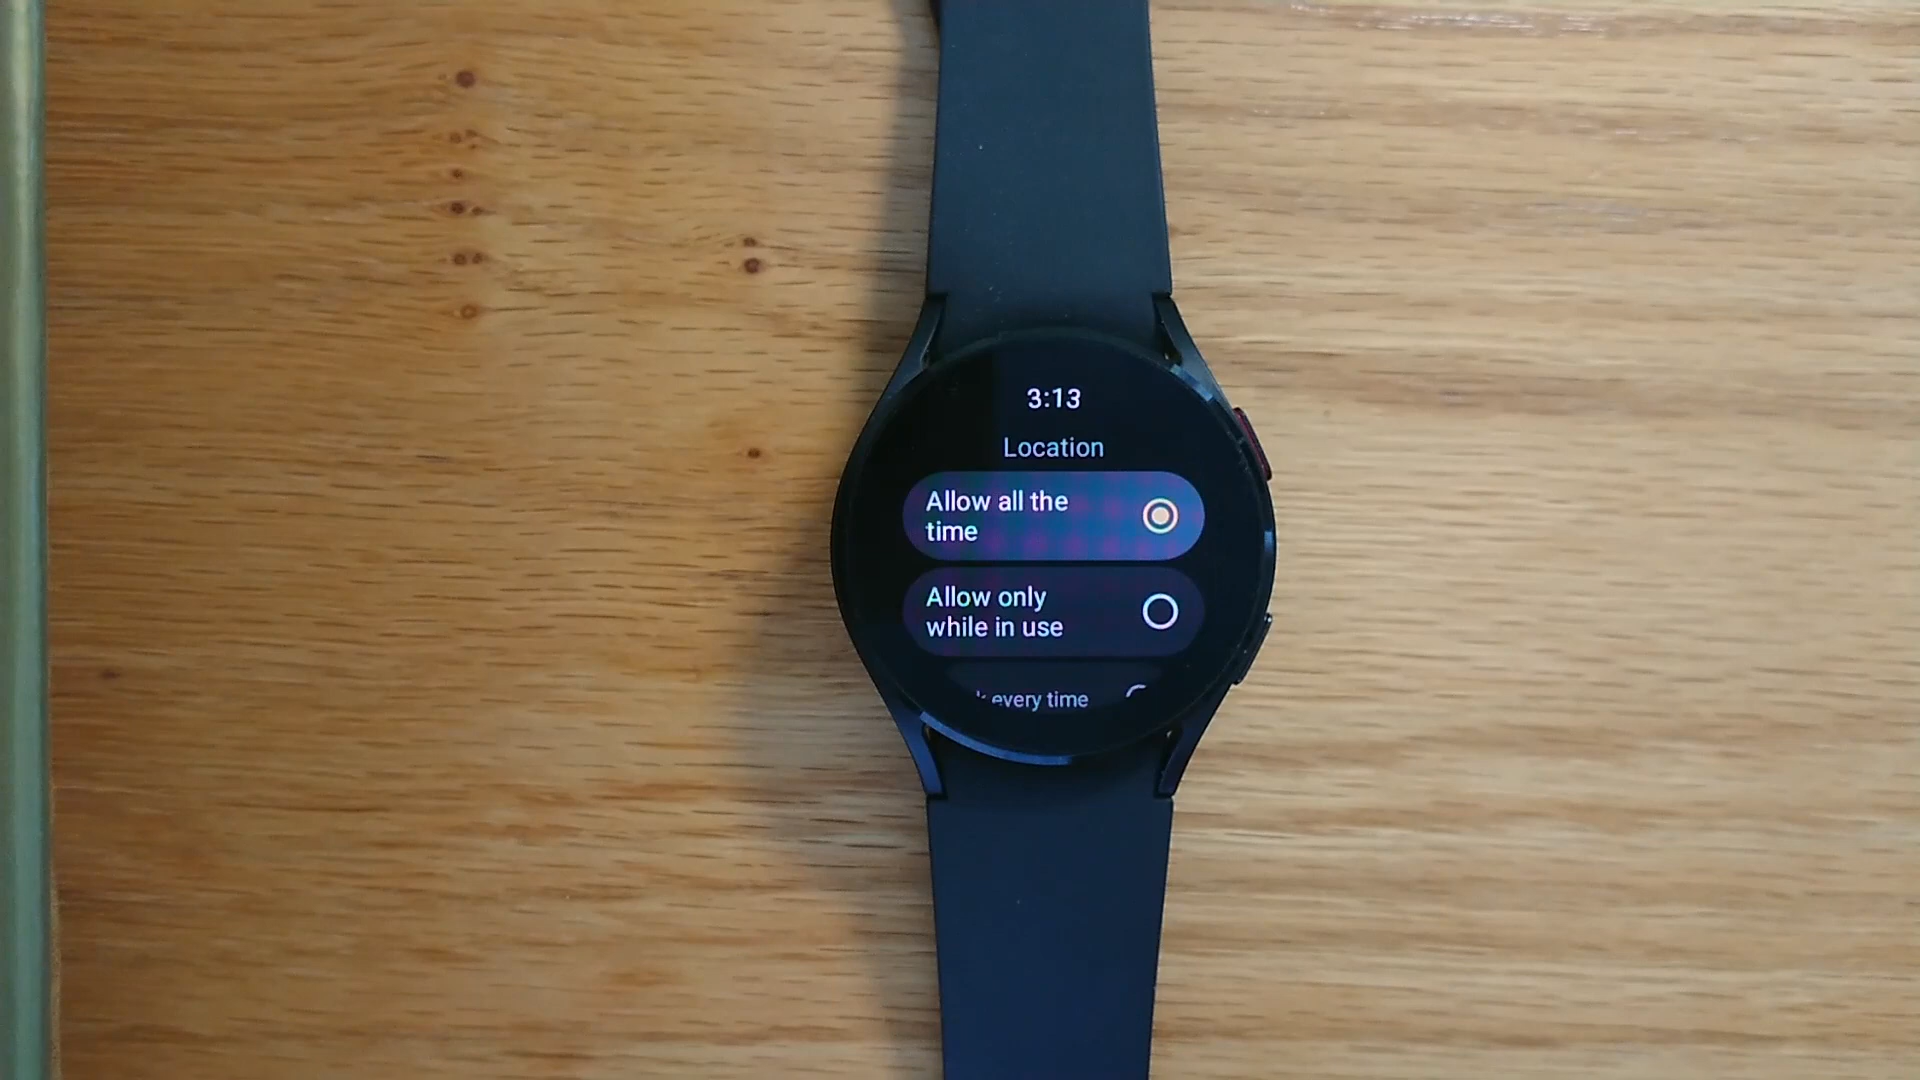 3:13
Location
Allow all the
time
Allow only
while in use
every time